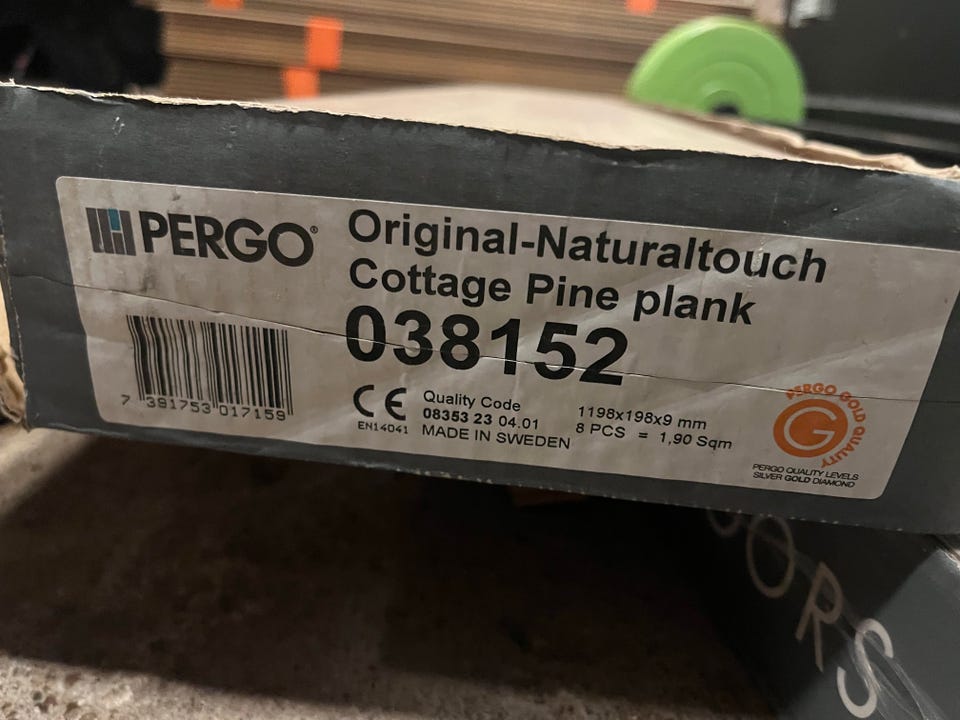 PERGO®
Original-Naturaltouch
Cottage Pine plank
038152
7 391753 017159
CE
EN14041
Quality Code
08353 23 04.01
MADE IN SWEDEN
1198x198x9 mm
8 PCS = 1,90 Sqm
PERGO GOLD QUALITY
G
PERGO QUALITY LEVELS
SILVER GOLD DIAMOND
ORS